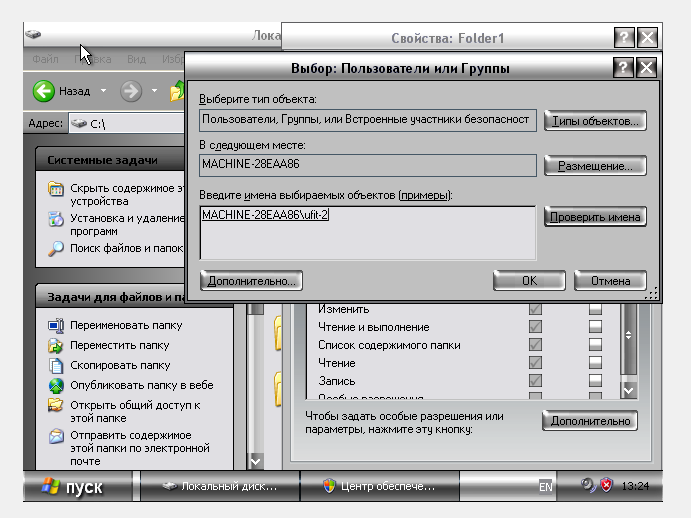 Лока
Свойства: Folder1
Файл Правка Вид Избр
Выбор: Пользователи или Группы
Назад
Выберите тип объекта:
Пользователи, Группы, или Встроенные участники безопасност
Типы объектов...
Адрес: C:\
В следующем месте:
MACHINE-28EAA86
Размещение...
Системные задачи
Скрыть содержимое э
устройства
Введите имена выбираемых объектов (примеры):
MACHINE-28EAA86\ufit-2
Проверить имена
Установка и удаление
программ
Поиск файлов и папок
Дополнительно...
OK
Отмена
Задачи для файлов и па
Изменить
Переименовать папку
Чтение и выполнение
Переместить папку
Список содержимого папки
Скопировать папку
Чтение
Опубликовать папку в вебе
Запись
Особые разрешения
Открыть общий доступ к
этой папке
Чтобы задать особые разрешения или
параметры, нажмите эту кнопку:
Дополнительно
Отправить содержимое
этой папки по электронной
почте
пуск
Локальный диск...
Центр обеспече...
EN
13:24